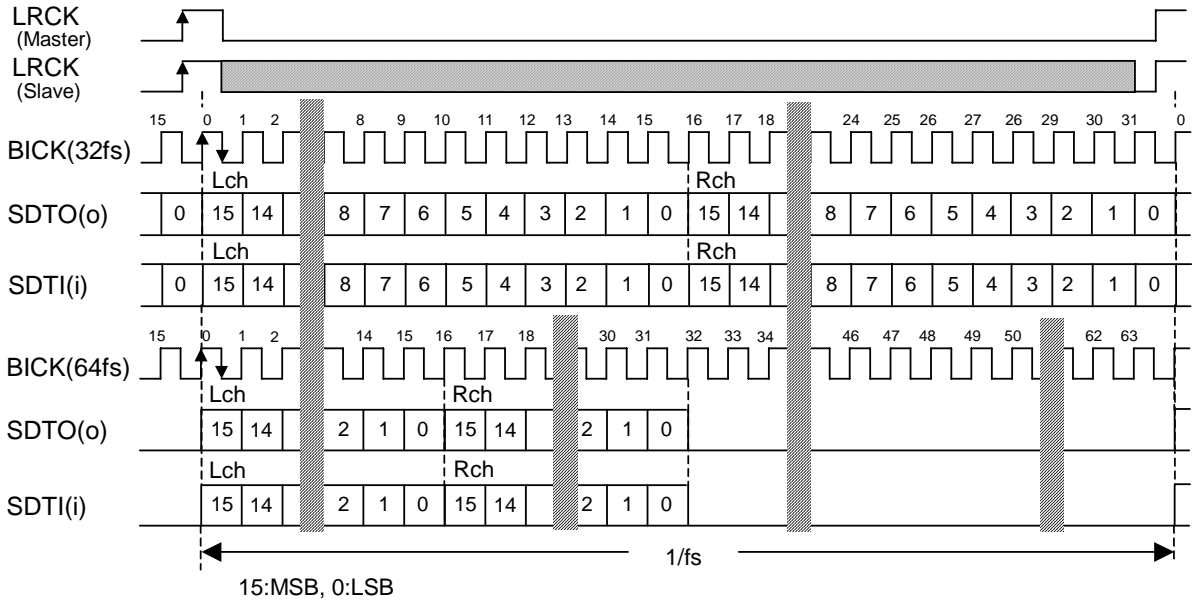 LRCK
(Master)
LRCK
(Slave)
15 0 1 2 8 9 10 11 12 13 14 15 16 17 18 24 25 26 27 26 29 30 31 0
BICK(32fs)
Lch Rch
SDTO(o) 0 15 14 8 7 6 5 4 3 2 1 0 15 14 8 7 6 5 4 3 2 1 0
Lch Rch
SDTI(i) 0 15 14 8 7 6 5 4 3 2 1 0 15 14 8 7 6 5 4 3 2 1 0
15 0 1 2 14 15 16 17 18 30 31 32 33 34 46 47 48 49 50 62 63
BICK(64fs)
Lch Rch
SDTO(o) 15 14 2 1 0 15 14 2 1 0
Lch Rch
SDTI(i) 15 14 2 1 0 15 14 2 1 0
1/fs
15:MSB, 0:LSB